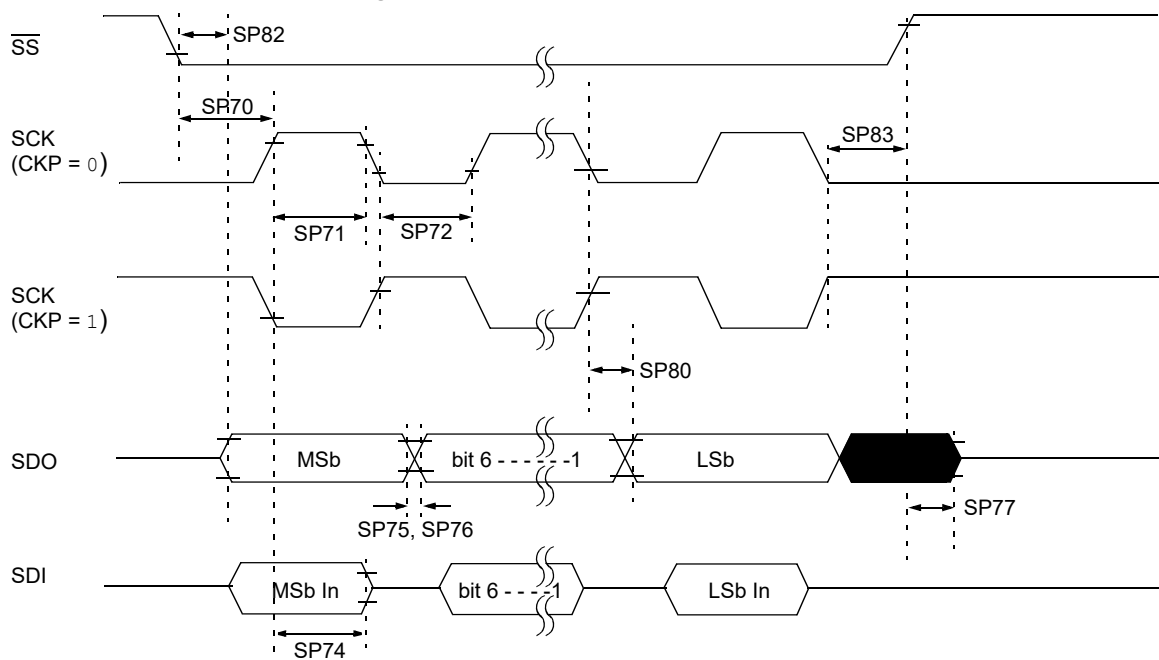 SS
SP82
SP70
SCK
(CKP = 0)
SP83
SP71
SP72
SCK
(CKP = 1)
SP80
SDO
MSb
bit 6 - - - - - -1
LSb
SP75, SP76
SP77
SDI
MSb In
bit 6 - - - -1
LSb In
SP74